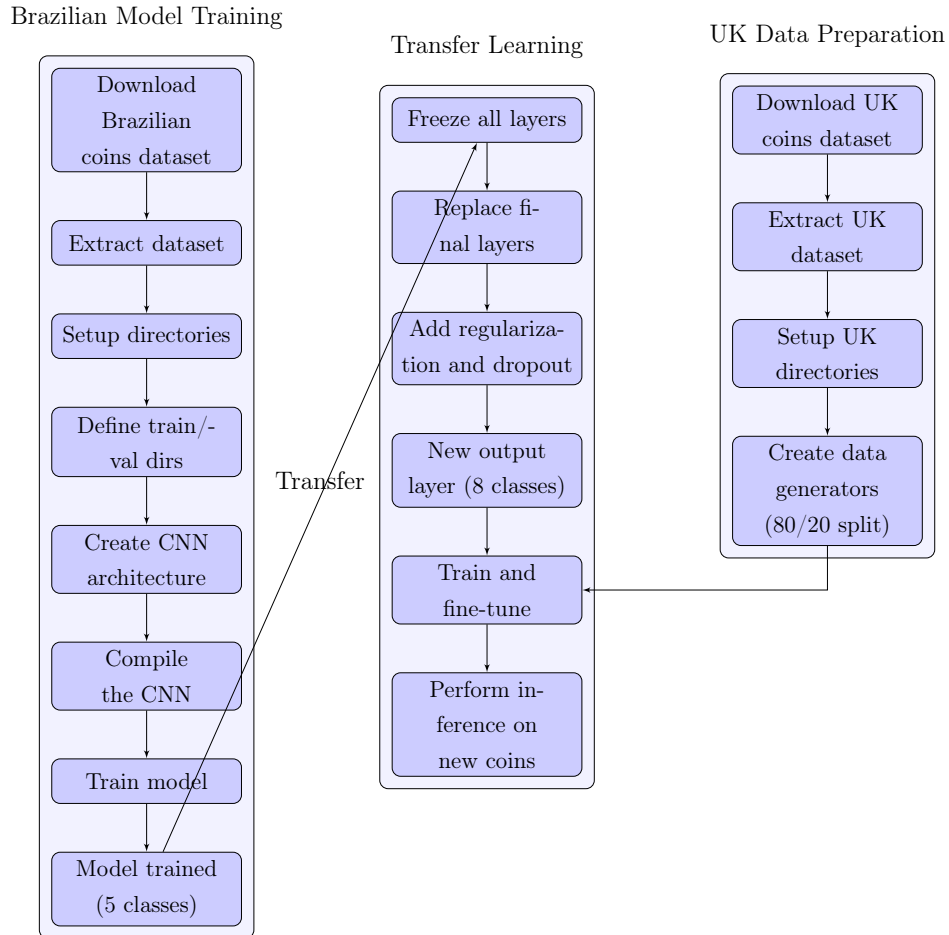 Brazilian Model Training
Download
Brazilian
coins dataset
Extract dataset
Setup directories
Define train/-
val dirs
Create CNN
architecture
Compile
the CNN
Train model
Model trained
(5 classes)
Transfer
Transfer Learning
Freeze all layers
Replace fi-
nal layers
Add regulariza-
tion and dropout
New output
layer (8 classes)
Train and
fine-tune
Perform in-
ference on
new coins
UK Data Preparation
Download UK
coins dataset
Extract UK
dataset
Setup UK
directories
Create data
generators
(80/20 split)